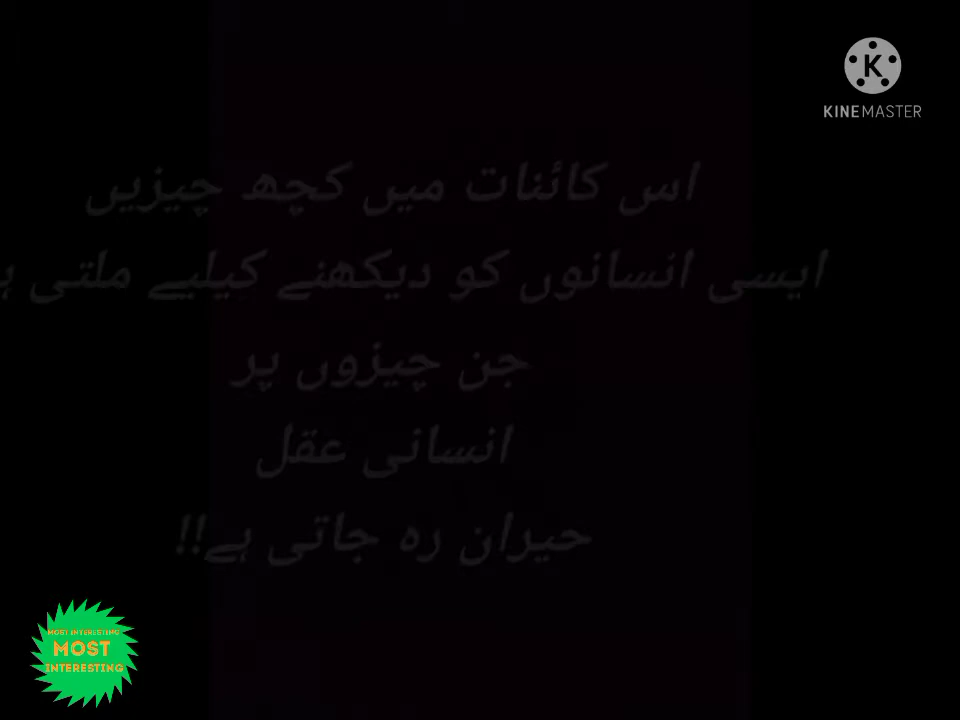 KINEMASTER
اس کائنات میں کچھ چیزیں
ایسی انسانوں کو دیکھنے کیلیے ملتی
جن چیزوں پر
انسانی عقل
حیران رہ جاتی ہے!!
MOST INTERESTING
MOST
INTERESTING